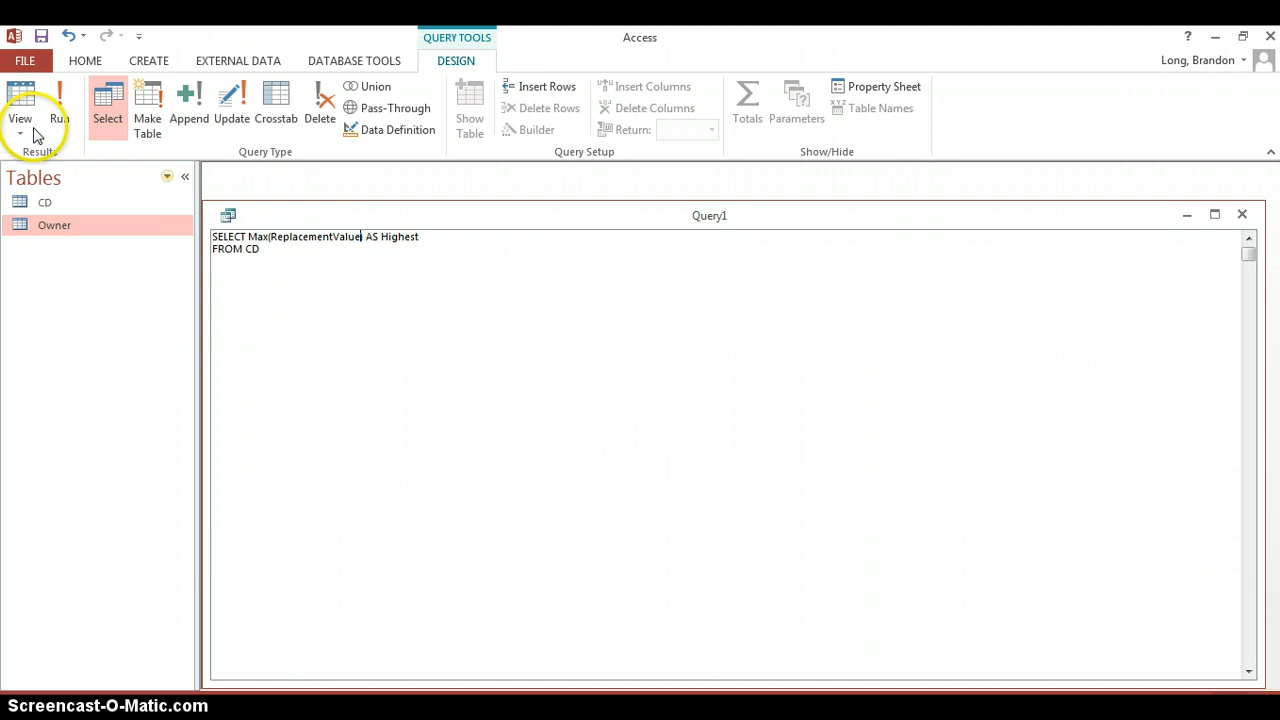 QUERY TOOLS
Access
?
FILE
HOME
CREATE
EXTERNAL DATA
DATABASE TOOLS
DESIGN
Long, Brandon
View
Run
Select
Make Table
Append
Update
Crosstab
Delete
Union
Pass-Through
Data Definition
Show Table
Insert Rows
Delete Rows
Builder
Insert Columns
Delete Columns
Return:
Totals
Parameters
Property Sheet
Table Names
Results
Query Type
Query Setup
Show/Hide
Tables
CD
Owner
Query1
SELECT Max(ReplacementValue) AS Highest
FROM CD
Screencast-O-Matic.com